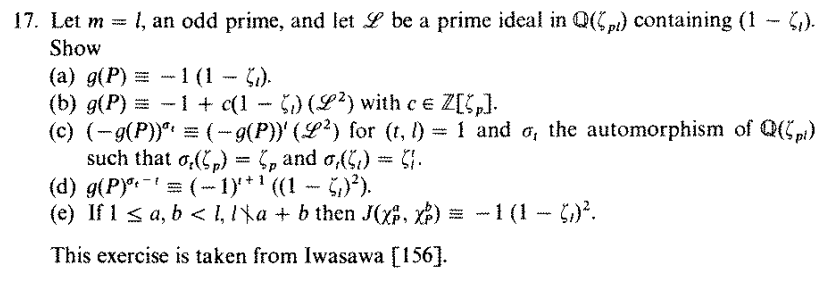 17. Let m = l, an odd prime, and let ℒ be a prime ideal in ℚ(ζ_{pl}) containing (1 − ζ_l).
Show
(a) g(P) ≡ −1 (1 − ζ_l).
(b) g(P) ≡ −1 + c(1 − ζ_l) (ℒ²) with c ∈ ℤ[ζ_p].
(c) (−g(P))^{σ_t} ≡ (−g(P))^t (ℒ²) for (t, l) = 1 and σ_t the automorphism of ℚ(ζ_{pl})
such that σ_t(ζ_p) = ζ_p and σ_t(ζ_l) = ζ_l^t.
(d) g(P)^{σ_t−t} ≡ (−1)^{t+1} ((1 − ζ_l)²).
(e) If 1 ≤ a, b < l, l∤a + b then J(χ_P^a, χ_P^b) ≡ −1 (1 − ζ_l)².
This exercise is taken from Iwasawa [156].